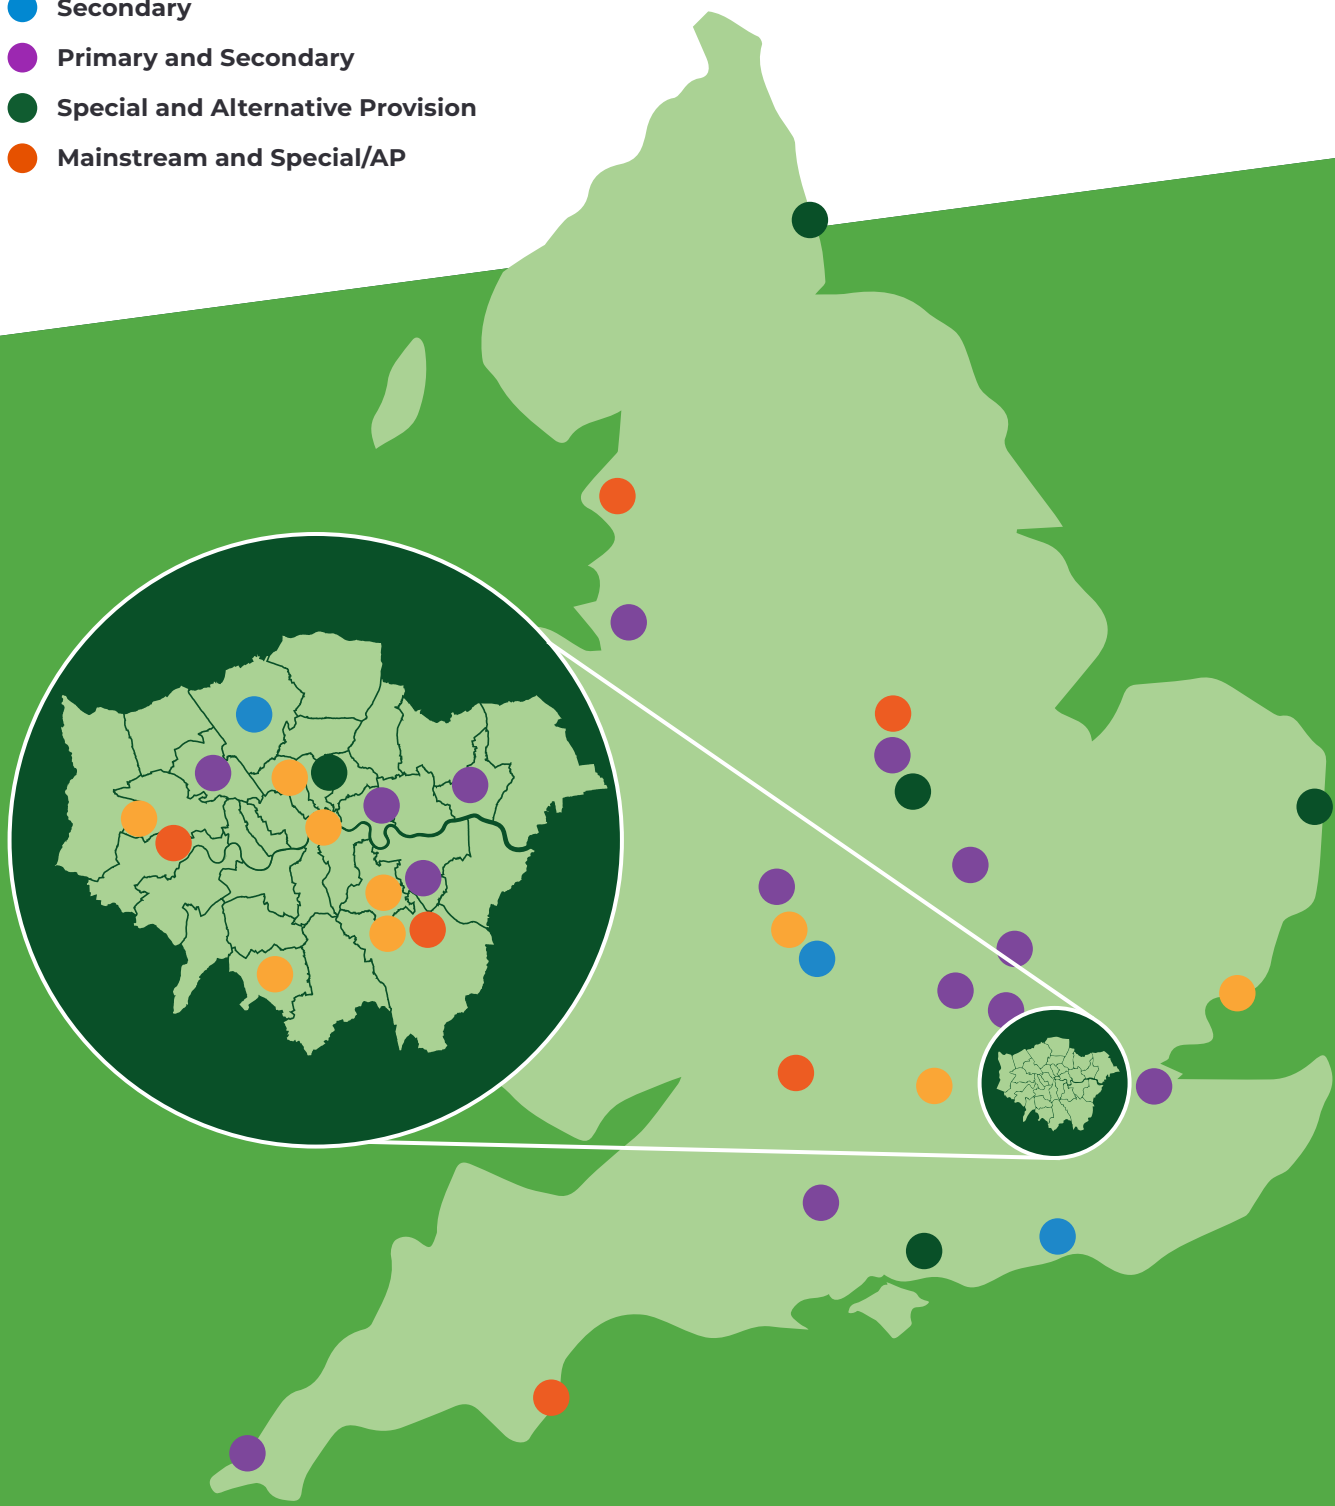 Secondary
Primary and Secondary
Special and Alternative Provision
Mainstream and Special/AP